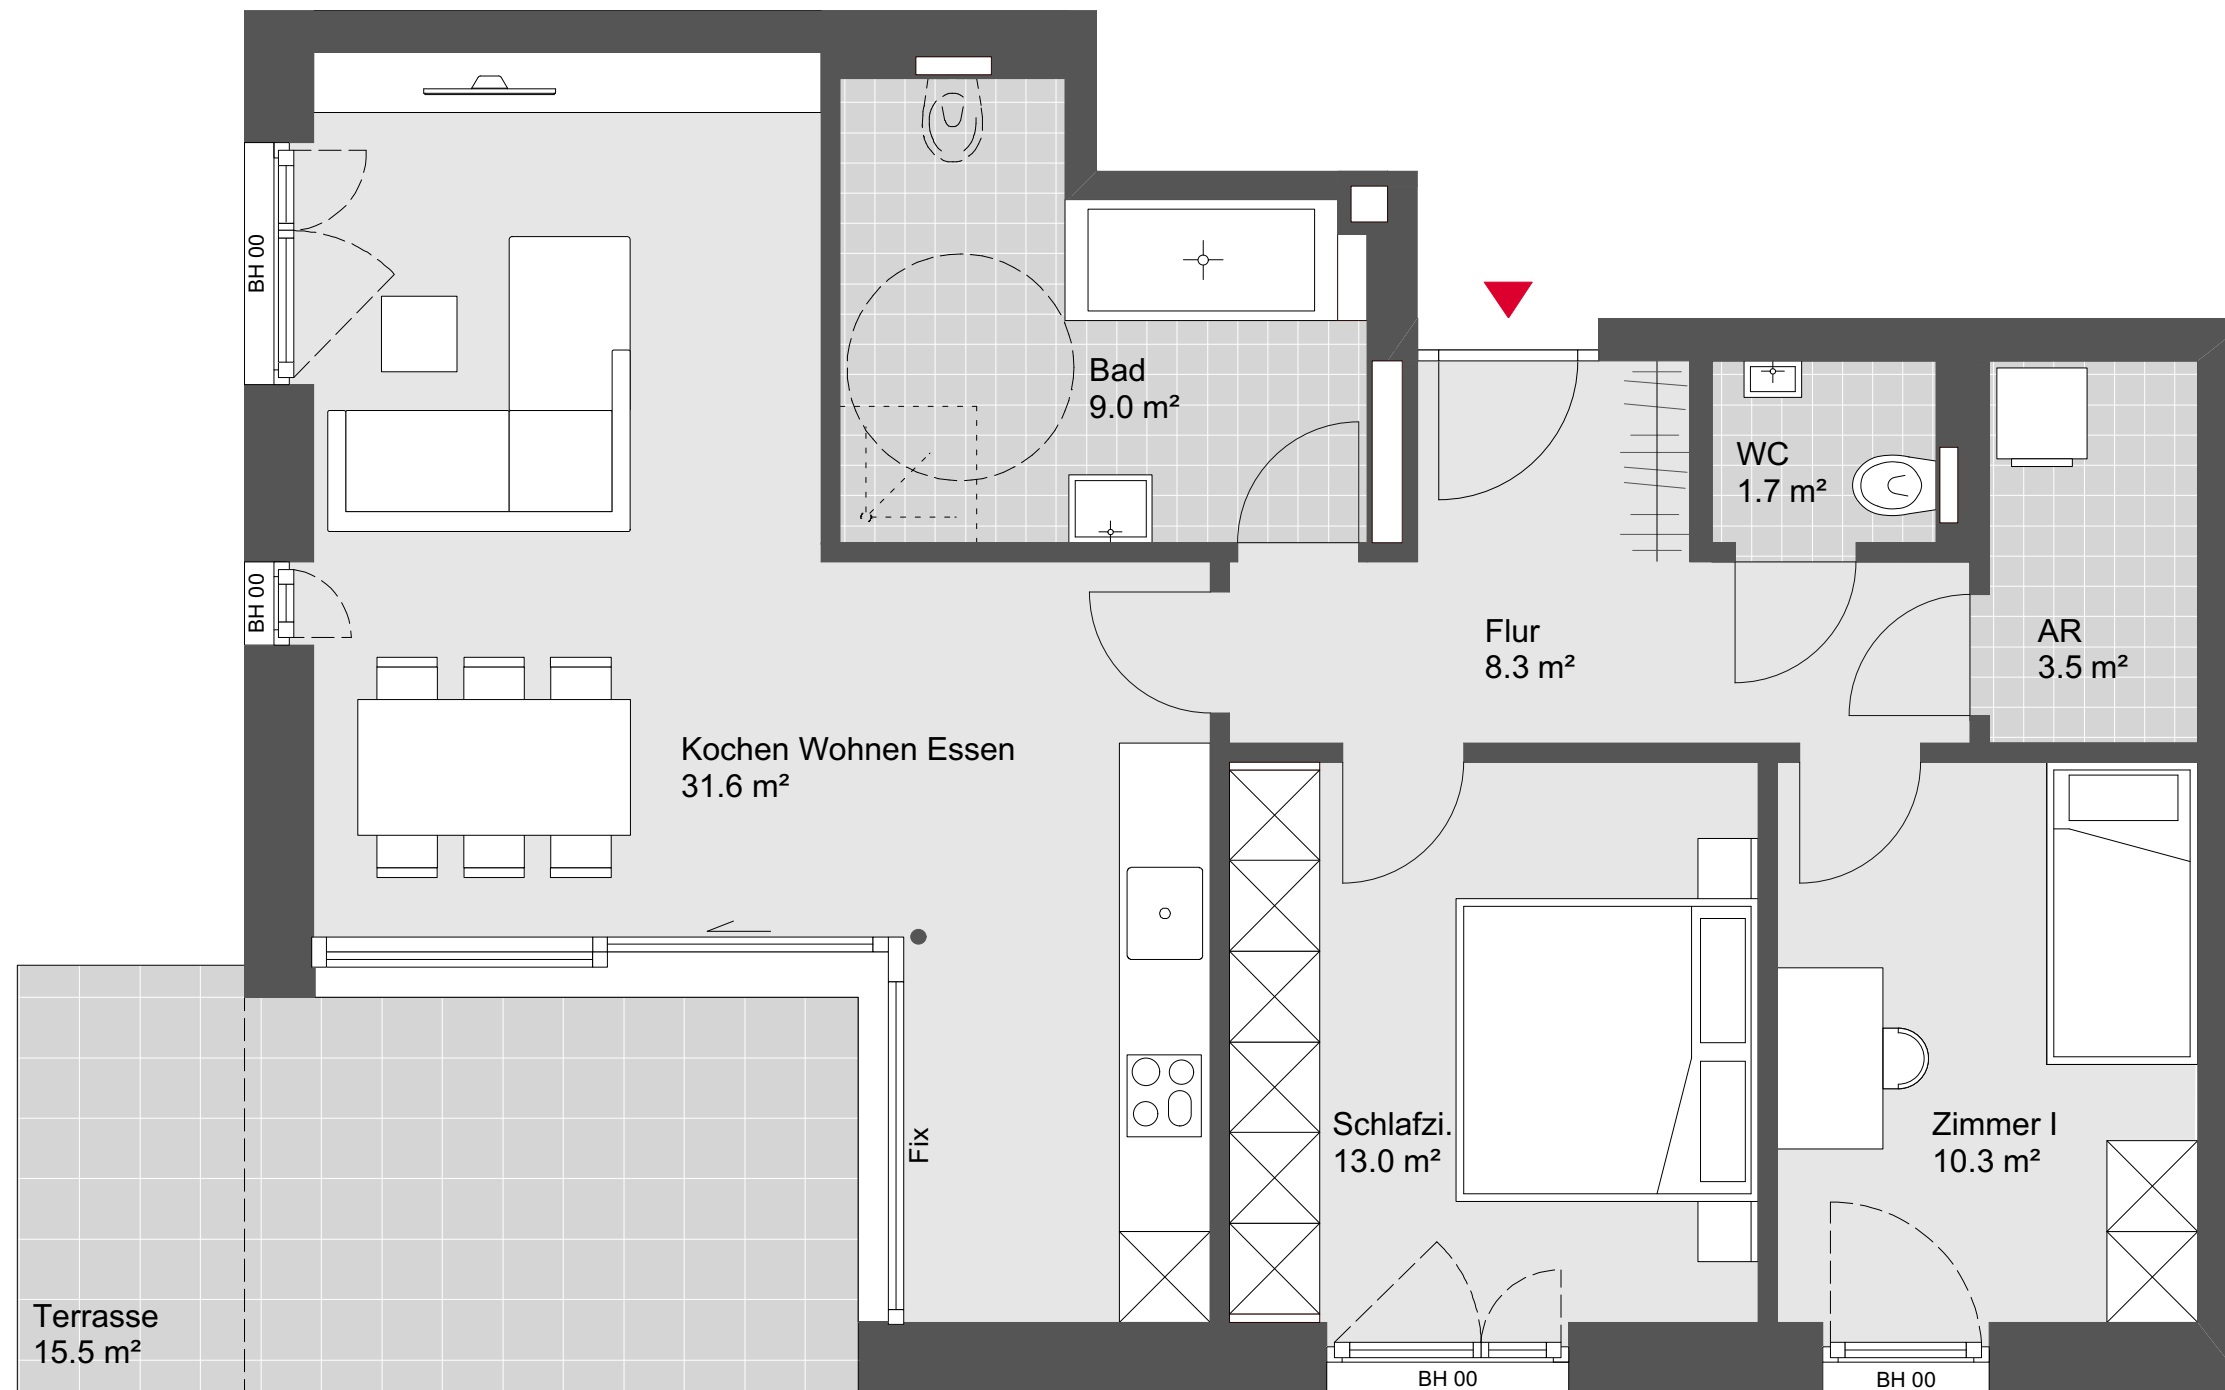 BH 00
Bad
9.0 m²
WC
1.7 m²
BH 00
Flur
8.3 m²
AR
3.5 m²
Kochen Wohnen Essen
31.6 m²
Fix
Schlafzi.
13.0 m²
Zimmer I
10.3 m²
Terrasse
15.5 m²
BH 00
BH 00